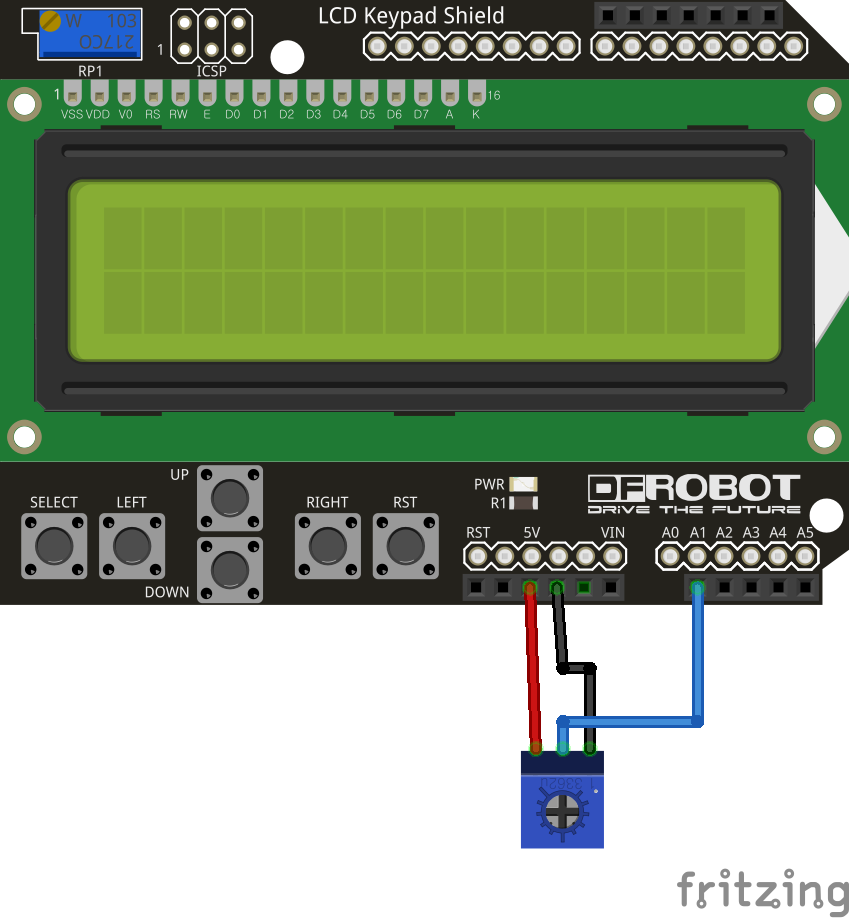 LCD Keypad Shield
W 103
217CO
1
RP1
ICSP
1
16
VSS VDD V0 RS RW E D0 D1 D2 D3 D4 D5 D6 D7 A K
UP
SELECT
LEFT
RIGHT
RST
DOWN
PWR
R1
DFROBOT
DRIVE THE FUTURE
RST 5V VIN
A0 A1 A2 A3 A4 A5
fritzing